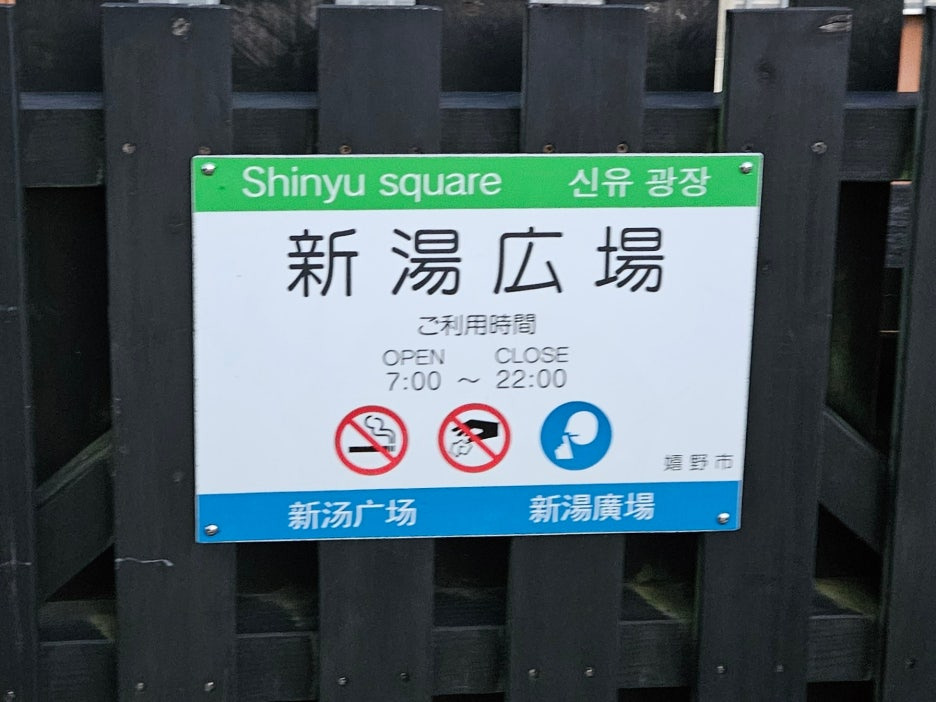 Shinyu square 신유 광장
新湯広場
ご利用時間
OPEN CLOSE
7:00 ～ 22:00
嬉野市
新汤广场 新湯廣場